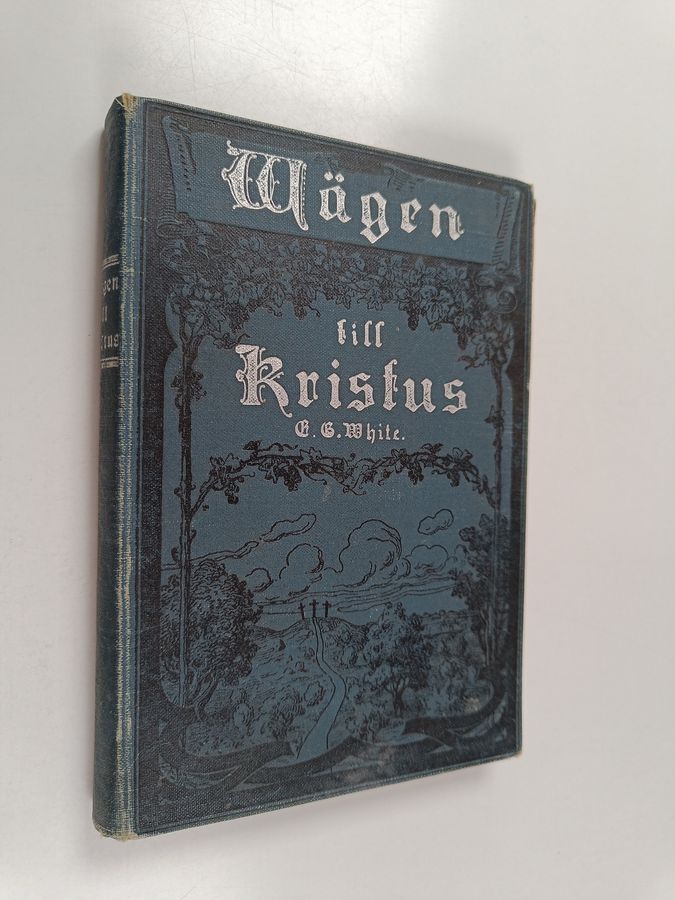 Wägen
till
Kristus
E. G. White.